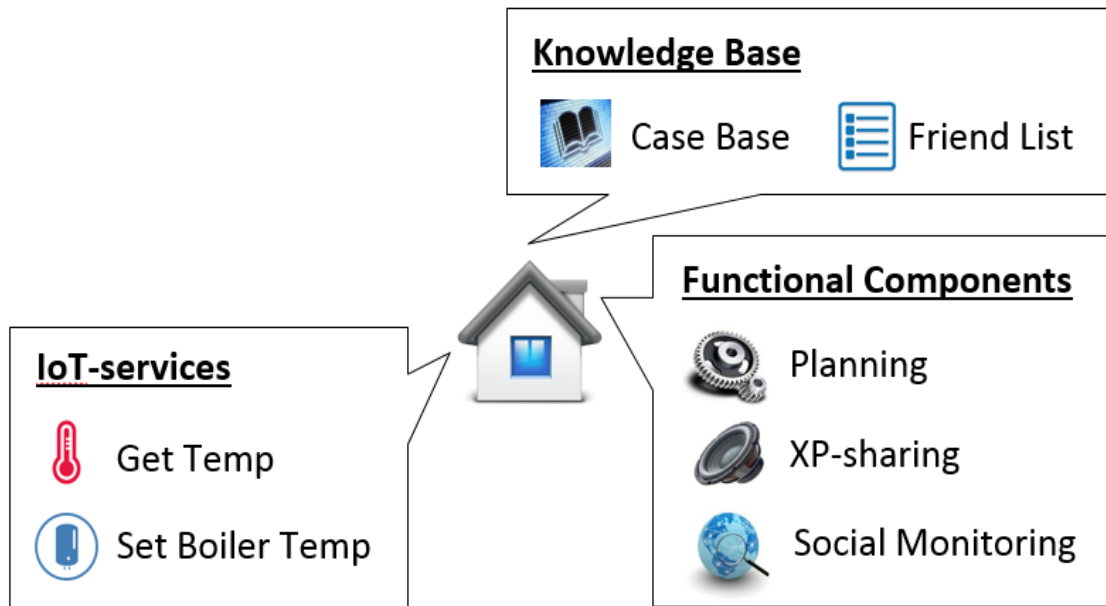 Knowledge Base
Case Base
Friend List
Functional Components
Planning
XP-sharing
Social Monitoring
IoT-services
Get Temp
Set Boiler Temp